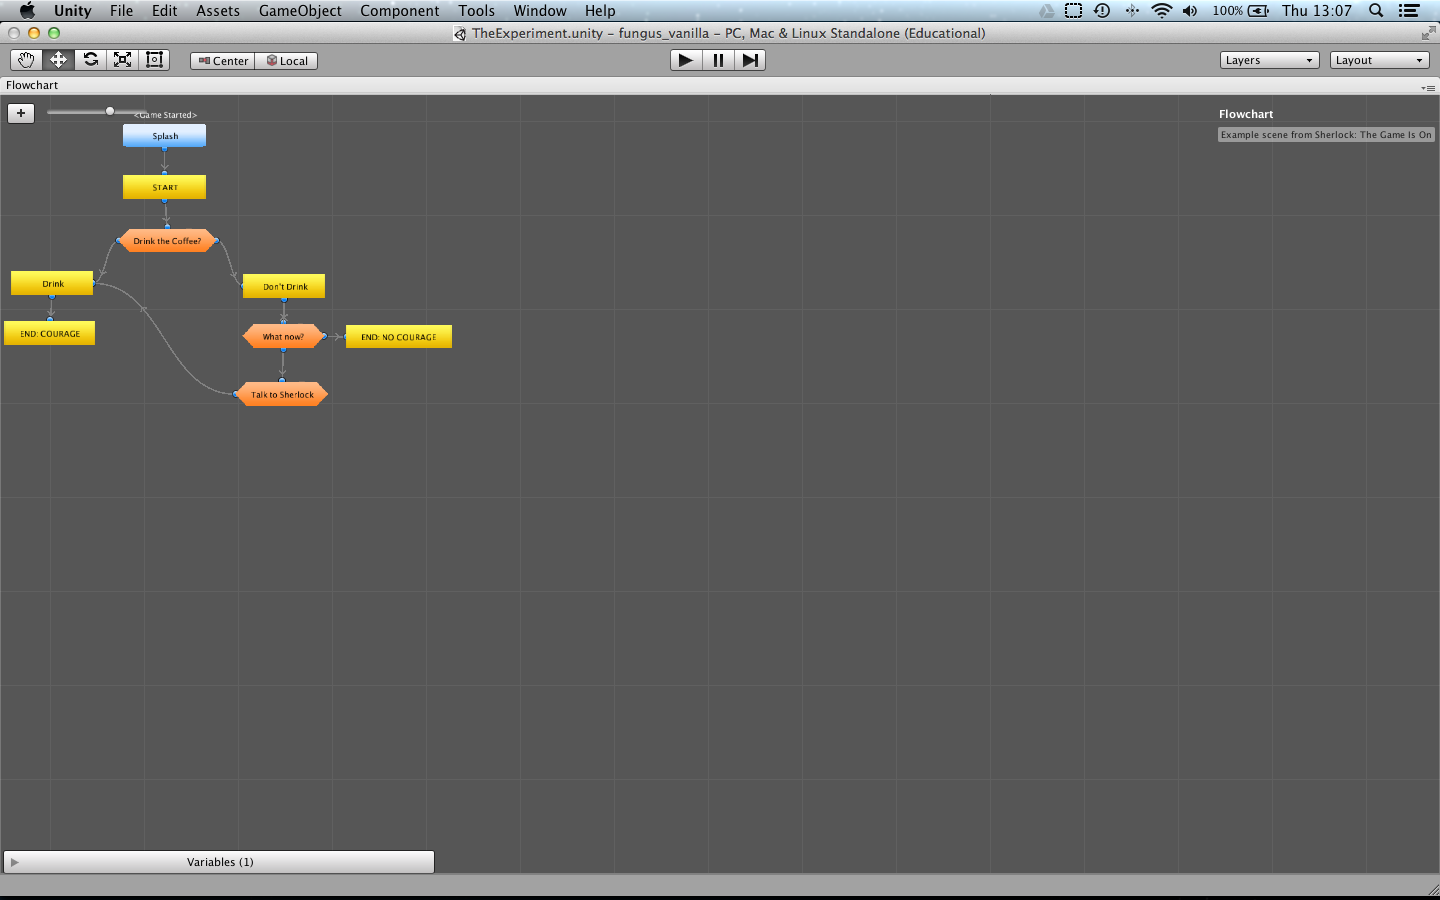 Unity File Edit Assets GameObject Component Tools Window Help 100% Thu 13:07
TheExperiment.unity – fungus_vanilla – PC, Mac & Linux Standalone (Educational)
Center Local Layers Layout
Flowchart
+
<Game Started>
Splash
START
Drink the Coffee?
Drink
Don't Drink
END: COURAGE
What now?
END: NO COURAGE
Talk to Sherlock
Flowchart
Example scene from Sherlock: The Game Is On
Variables (1)